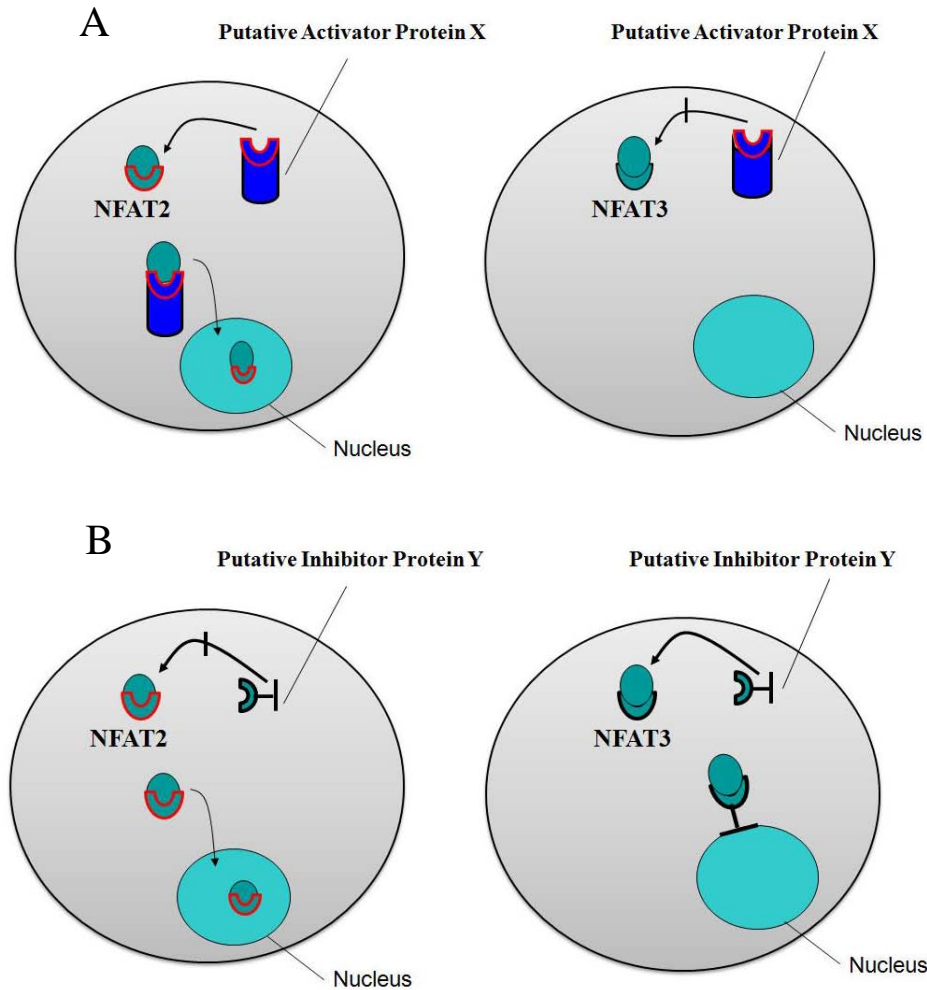 A
Putative Activator Protein X
Putative Activator Protein X
NFAT2
NFAT3
Nucleus
Nucleus
B
Putative Inhibitor Protein Y
Putative Inhibitor Protein Y
NFAT2
NFAT3
Nucleus
Nucleus